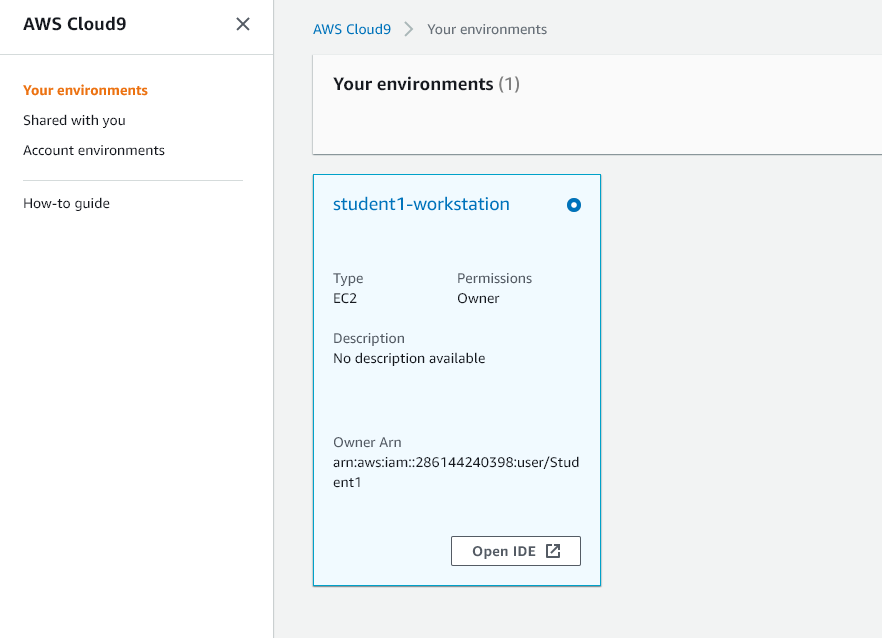 AWS Cloud9
Your environments
Shared with you
Account environments
How-to guide
AWS Cloud9 > Your environments
Your environments (1)
student1-workstation
Type
EC2
Permissions
Owner
Description
No description available
Owner Arn
arn:aws:iam::286144240398:user/Stud
ent1
Open IDE